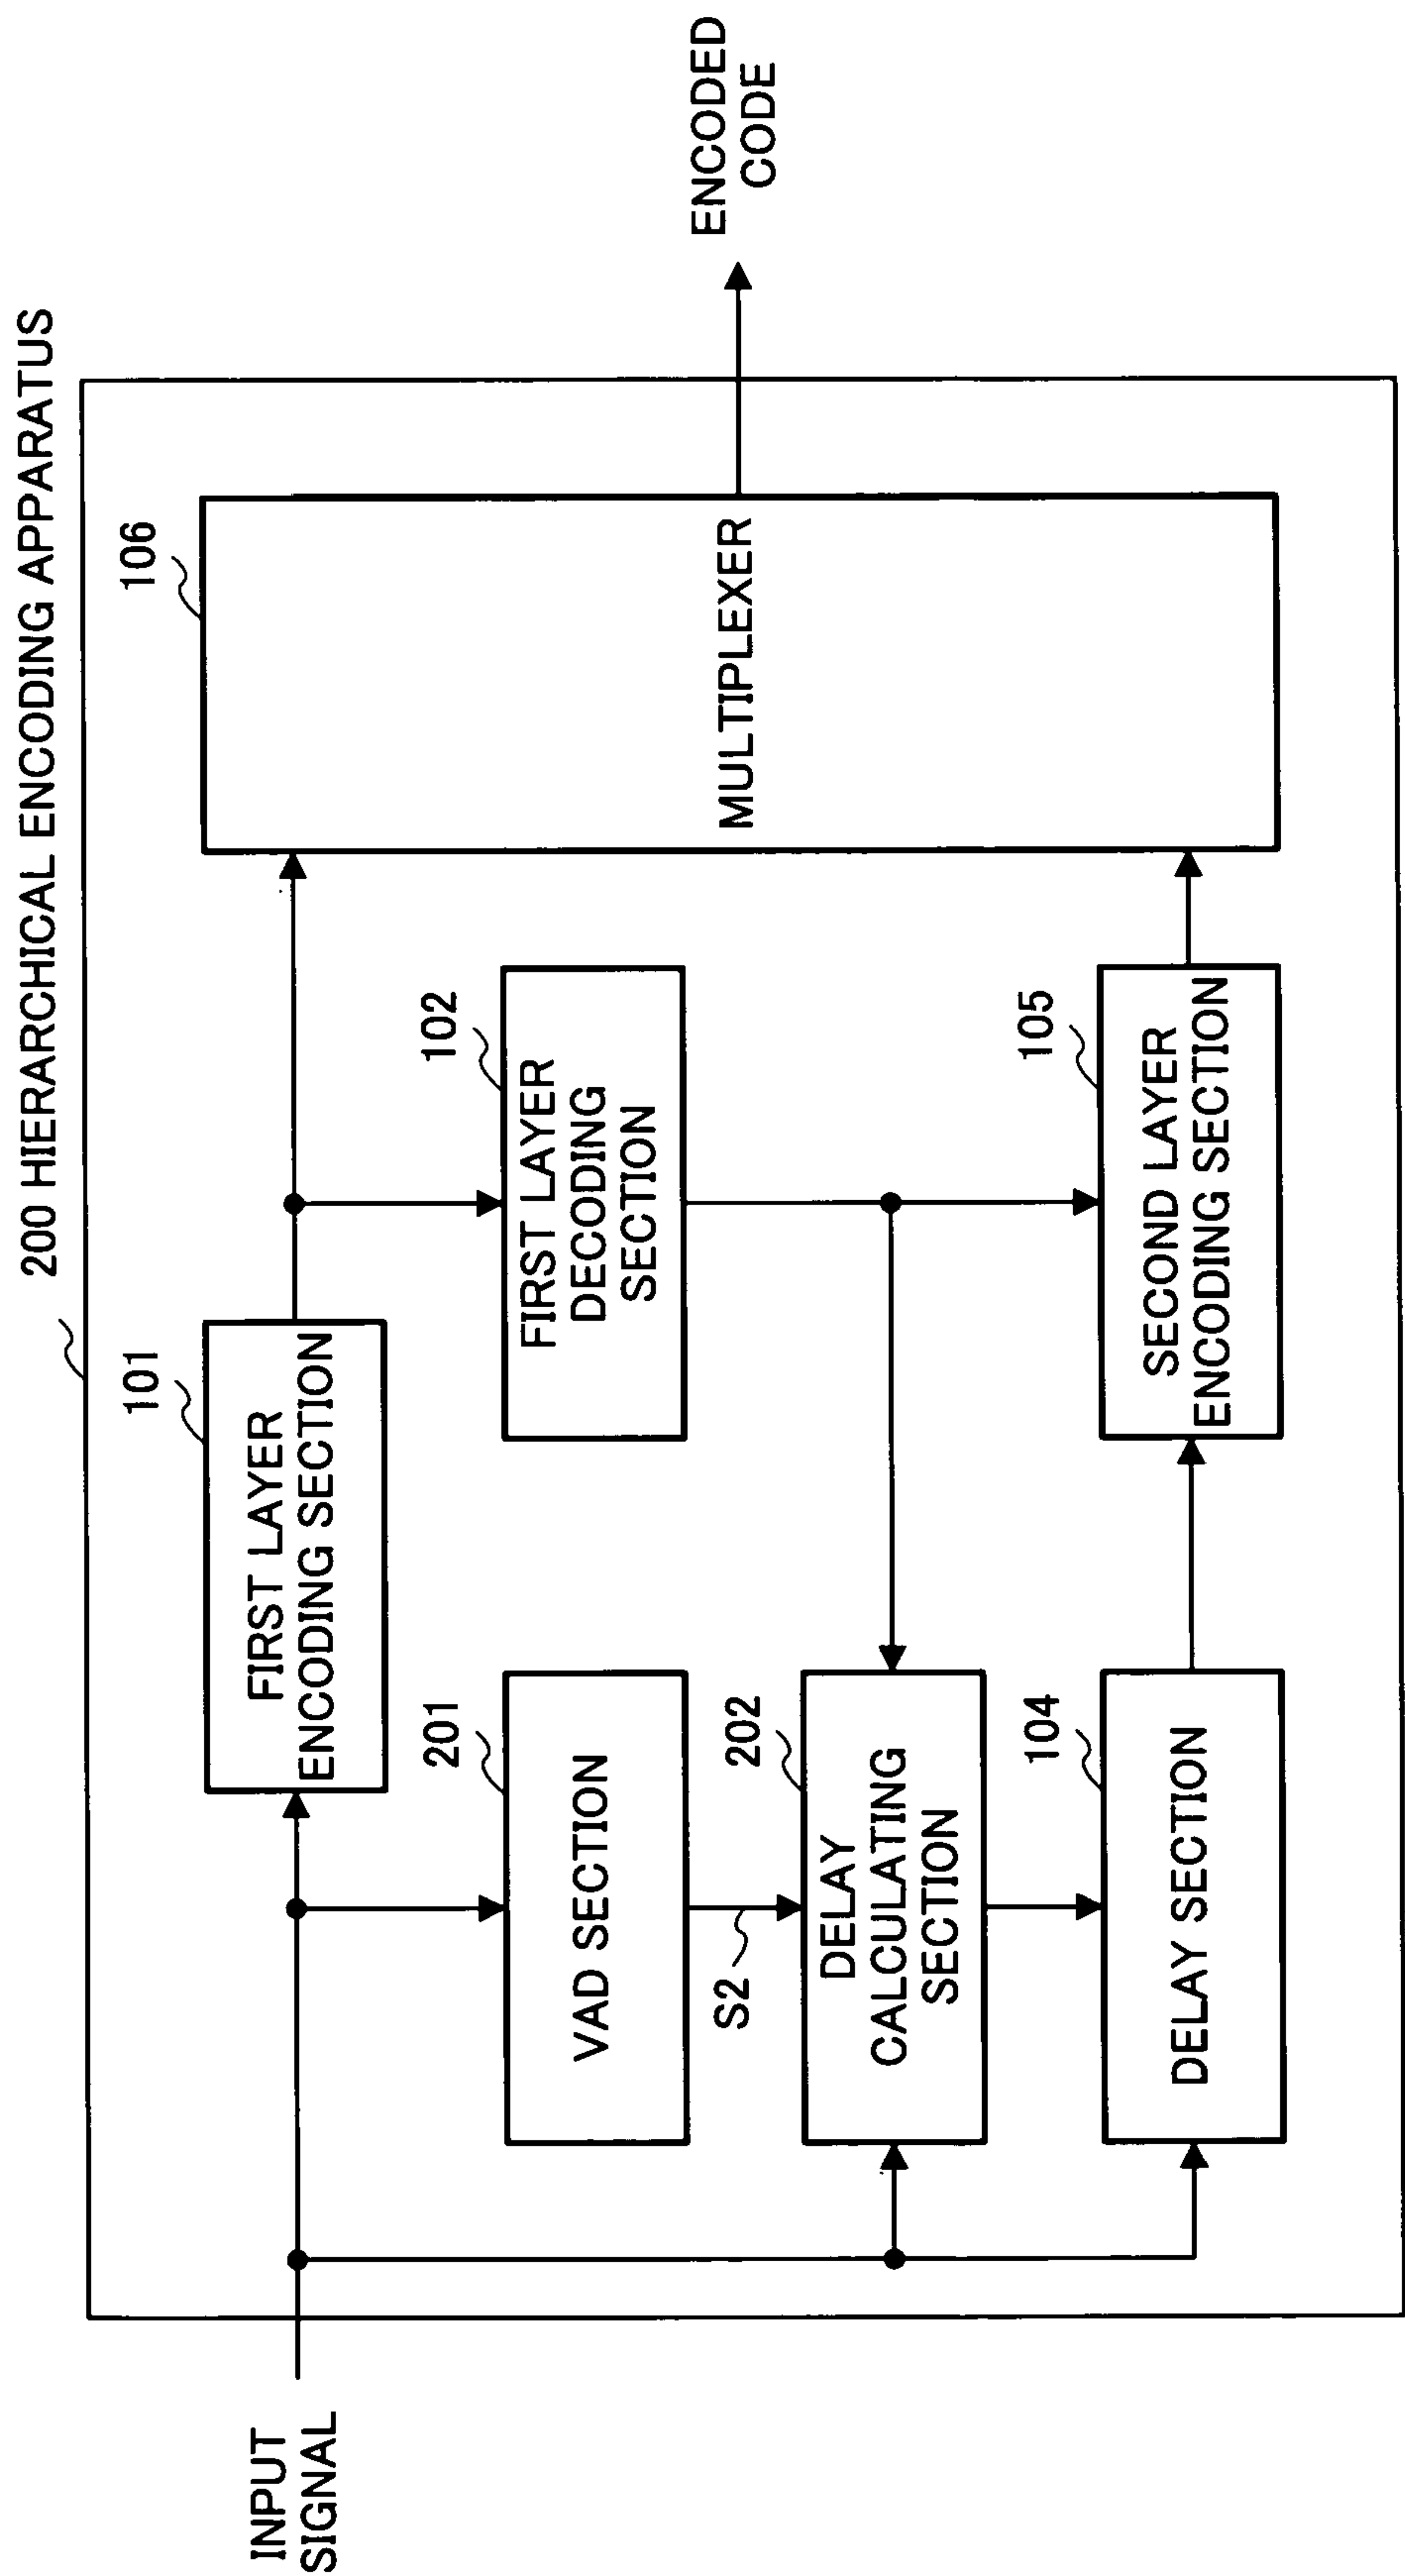 200 HIERARCHICAL ENCODING APPARATUS
INPUT
SIGNAL
101
FIRST LAYER
ENCODING SECTION
106
MULTIPLEXER
ENCODED
CODE
201
VAD SECTION
102
FIRST LAYER
DECODING
SECTION
S2
202
DELAY
CALCULATING
SECTION
104
DELAY SECTION
105
SECOND LAYER
ENCODING SECTION